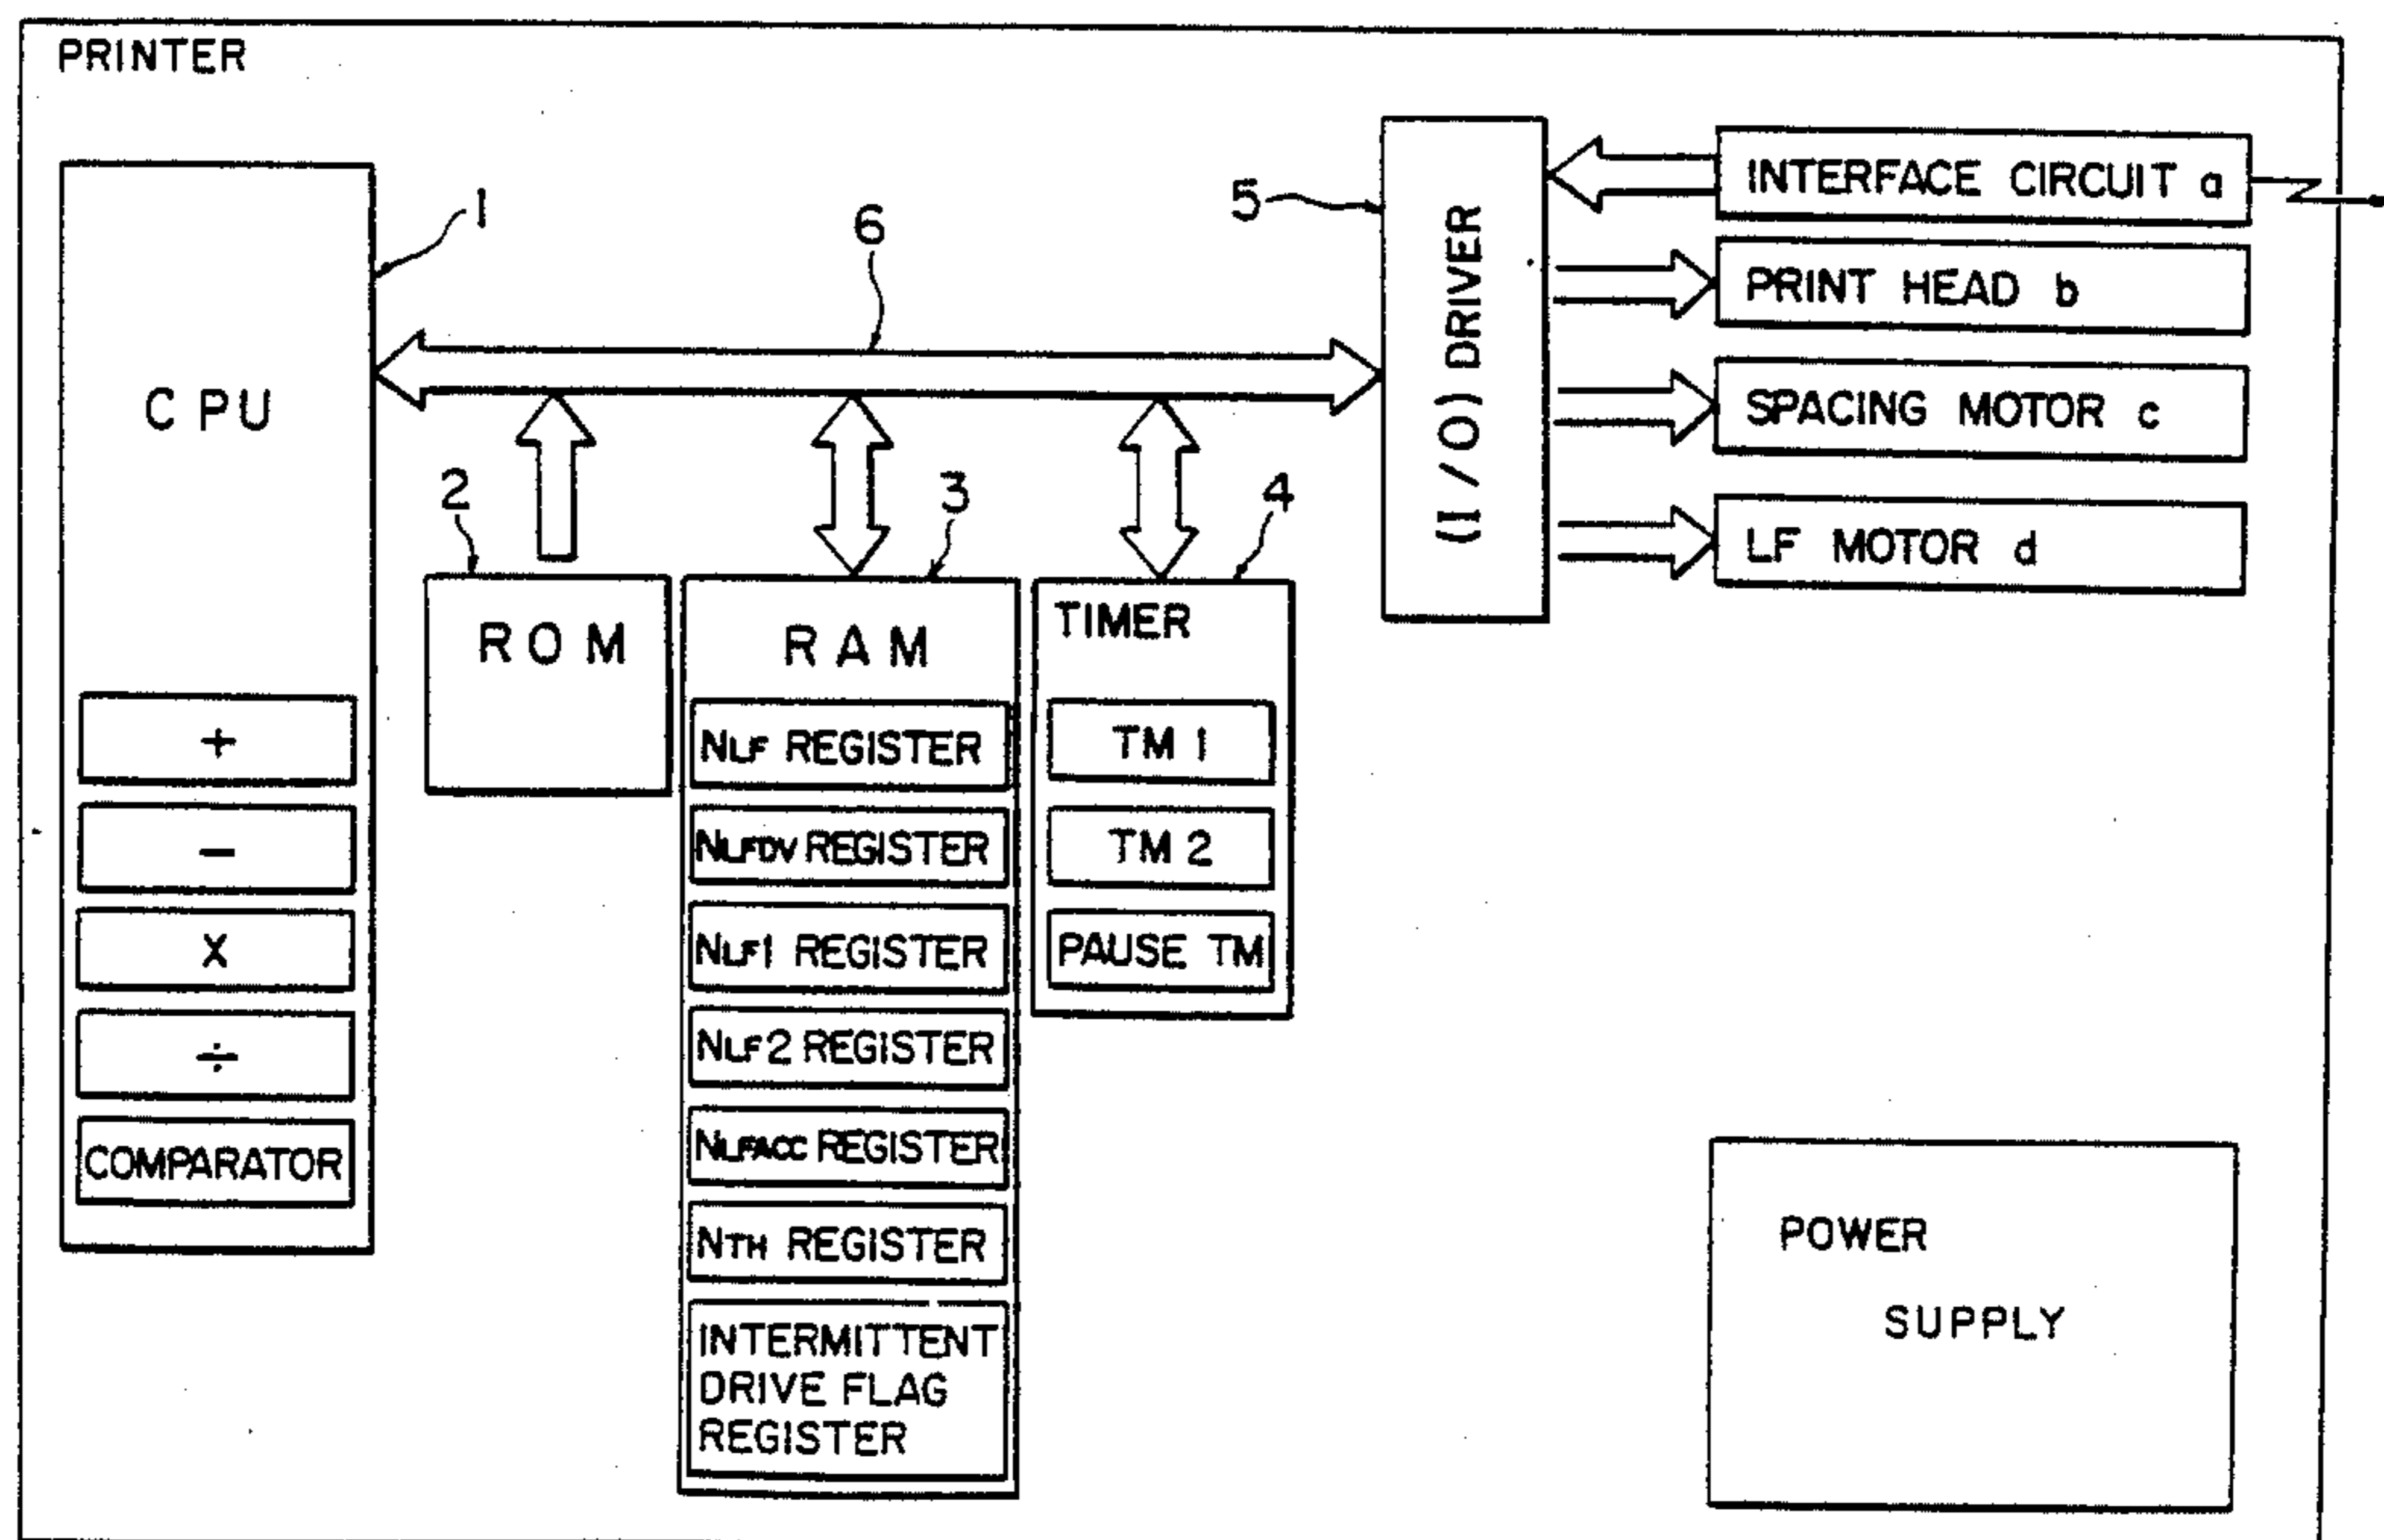 PRINTER
1
CPU
+
−
X
÷
COMPARATOR
6
2
ROM
3
RAM
NLF REGISTER
NLFDV REGISTER
NLF1 REGISTER
NLF2 REGISTER
NLFACC REGISTER
NTH REGISTER
INTERMITTENT
DRIVE FLAG
REGISTER
4
TIMER
TM 1
TM 2
PAUSE TM
5
(I/O) DRIVER
INTERFACE CIRCUIT a
PRINT HEAD b
SPACING MOTOR c
LF MOTOR d
POWER
SUPPLY